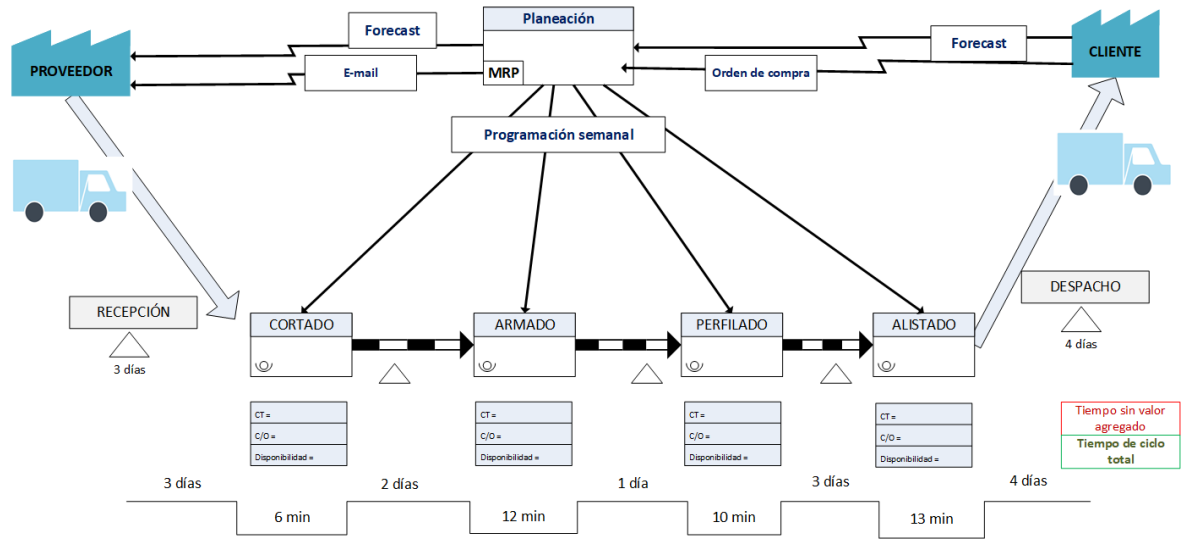 Planeación
Forecast
Forecast
PROVEEDOR
CLIENTE
E-mail
MRP
Orden de compra
Programación semanal
RECEPCIÓN
3 días
DESPACHO
4 días
CORTADO
ARMADO
PERFILADO
ALISTADO
CT =
C/O =
Disponibilidad =
CT =
C/O =
Disponibilidad =
CT =
C/O =
Disponibilidad =
CT =
C/O =
Disponibilidad =
Tiempo sin valor
agregado
Tiempo de ciclo
total
3 días
2 días
1 día
3 días
4 días
6 min
12 min
10 min
13 min